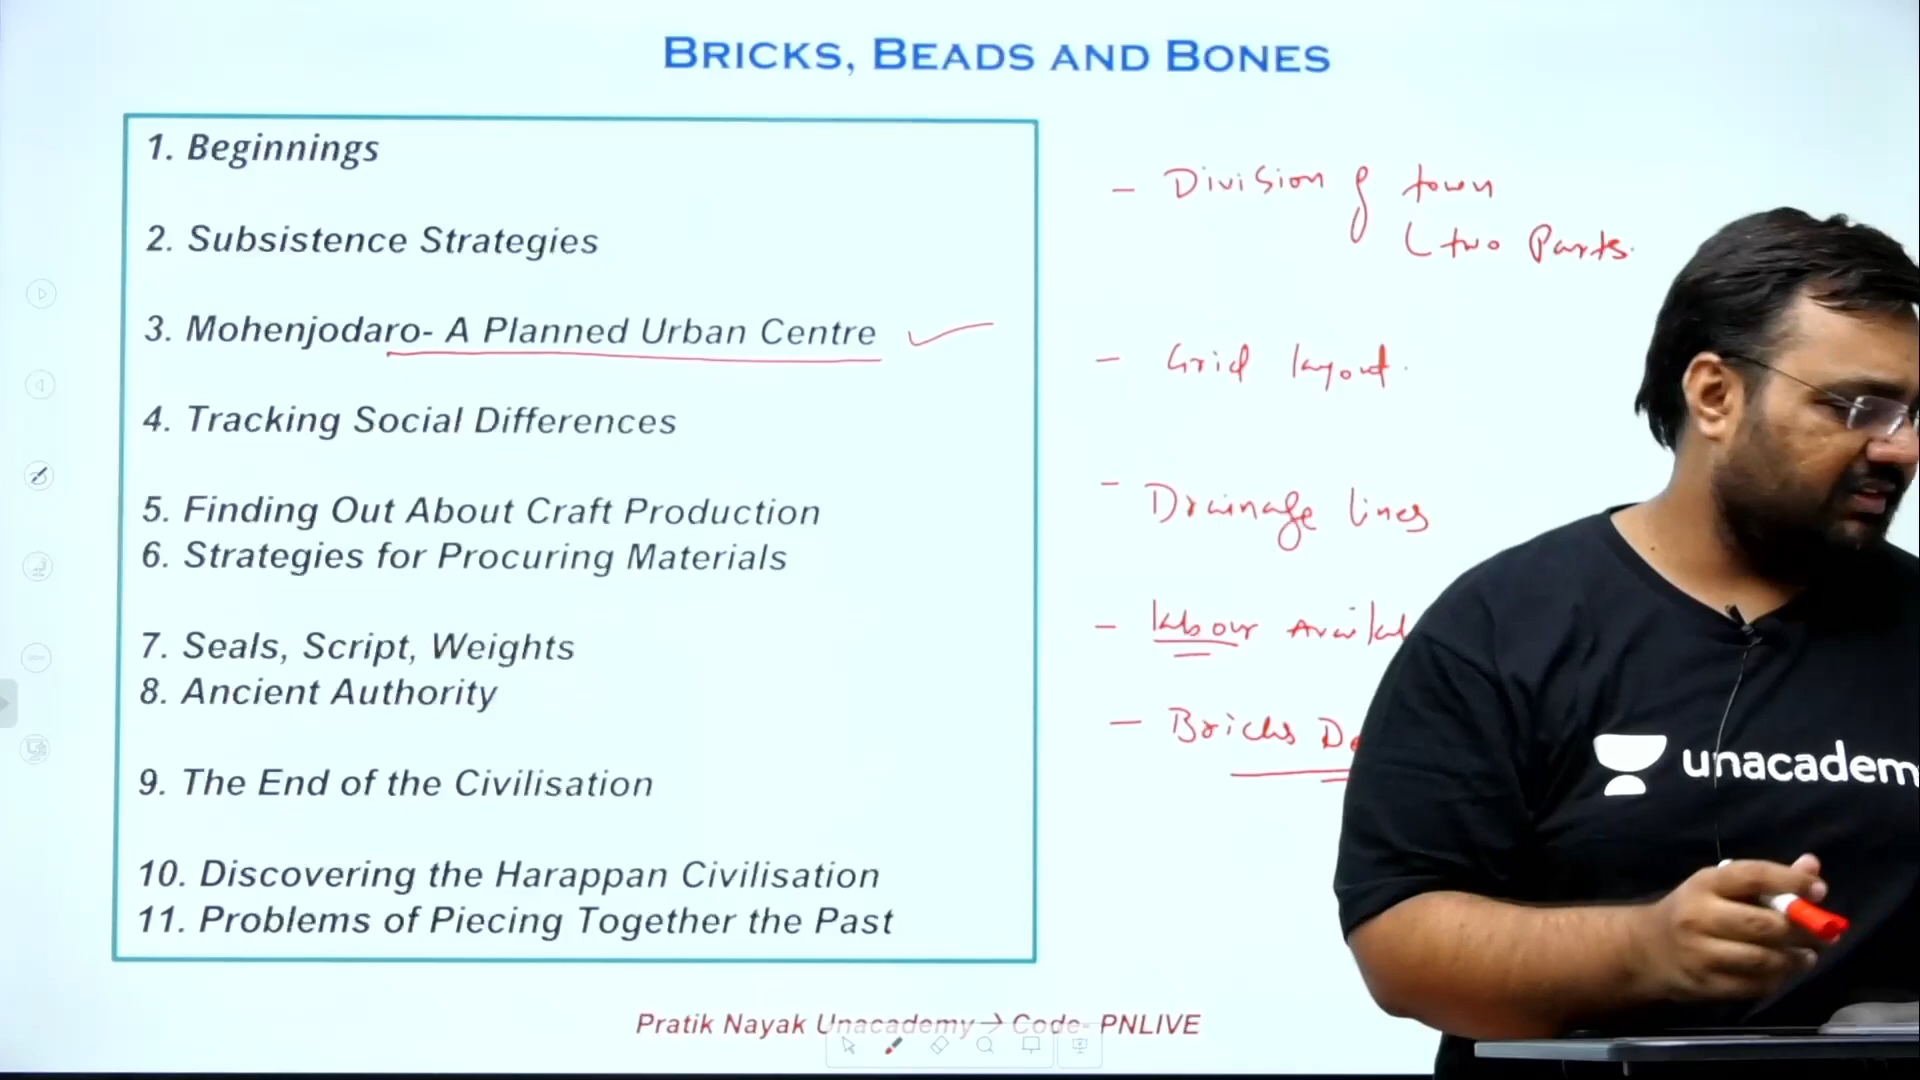 BRICKS, BEADS AND BONES
1. Beginnings
2. Subsistence Strategies
3. Mohenjodaro- A Planned Urban Centre
4. Tracking Social Differences
5. Finding Out About Craft Production
6. Strategies for Procuring Materials
7. Seals, Script, Weights
8. Ancient Authority
9. The End of the Civilisation
10. Discovering the Harappan Civilisation
11. Problems of Piecing Together the Past
- Division of town
(two Parts.
- Grid layout.
- Drainage lines
- labour
- Bricks
unacadem
Pratik Nayak Unacademy → Code- PNLIVE